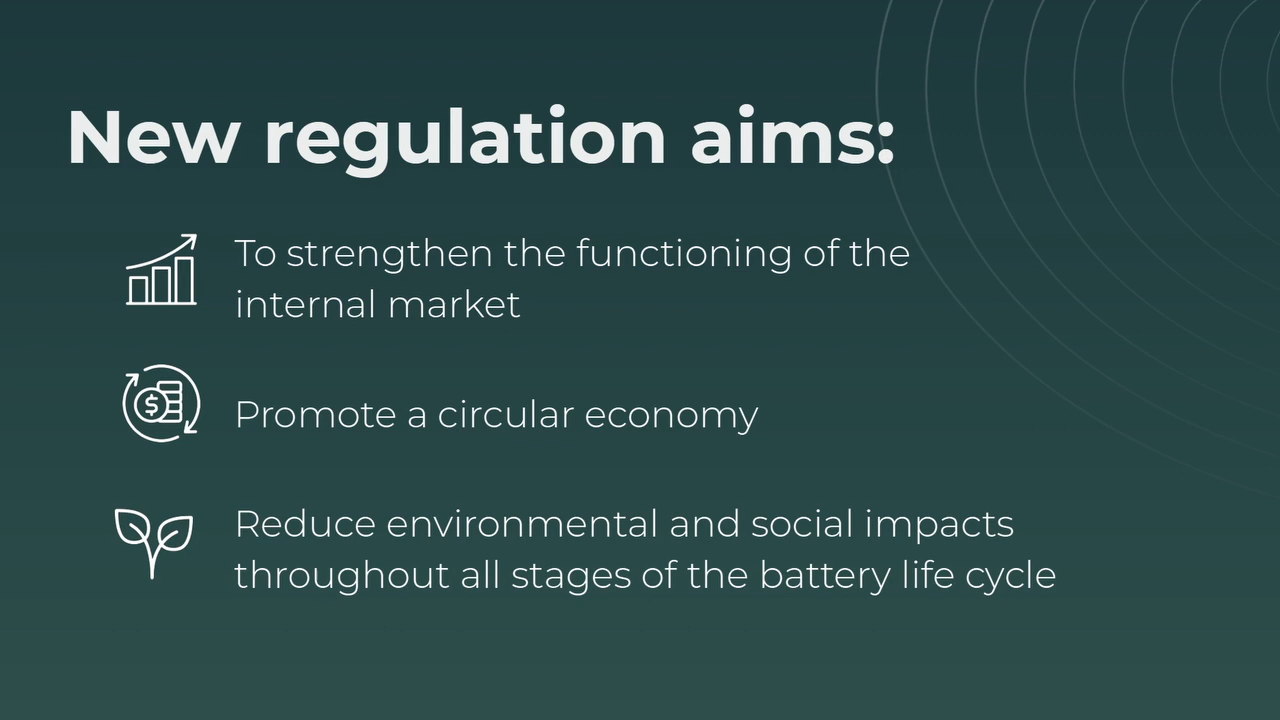 New regulation aims:
To strengthen the functioning of the
internal market
Promote a circular economy
Reduce environmental and social impacts
throughout all stages of the battery life cycle